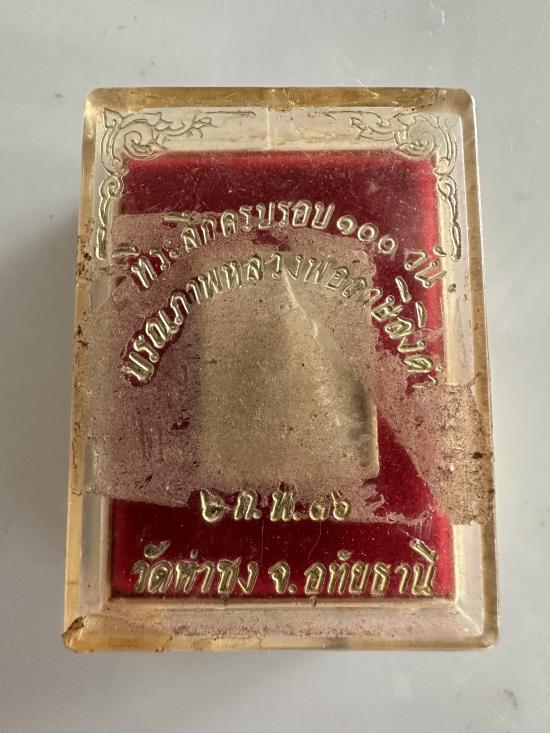 ที่ระลึกครบรอบ ๑๐๐ วัน
มรณภาพหลวงพ่อฤาษีลิงดำ
๖ ก.พ. ๓๖
วัดท่าซุง จ.อุทัยธานี